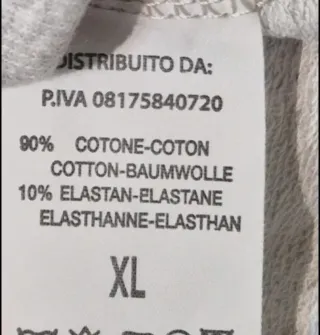 DISTRIBUITO DA:
P.IVA 08175840720
90% COTONE-COTON
COTTON-BAUMWOLLE
10% ELASTAN-ELASTANE
ELASTHANNE-ELASTHAN
XL